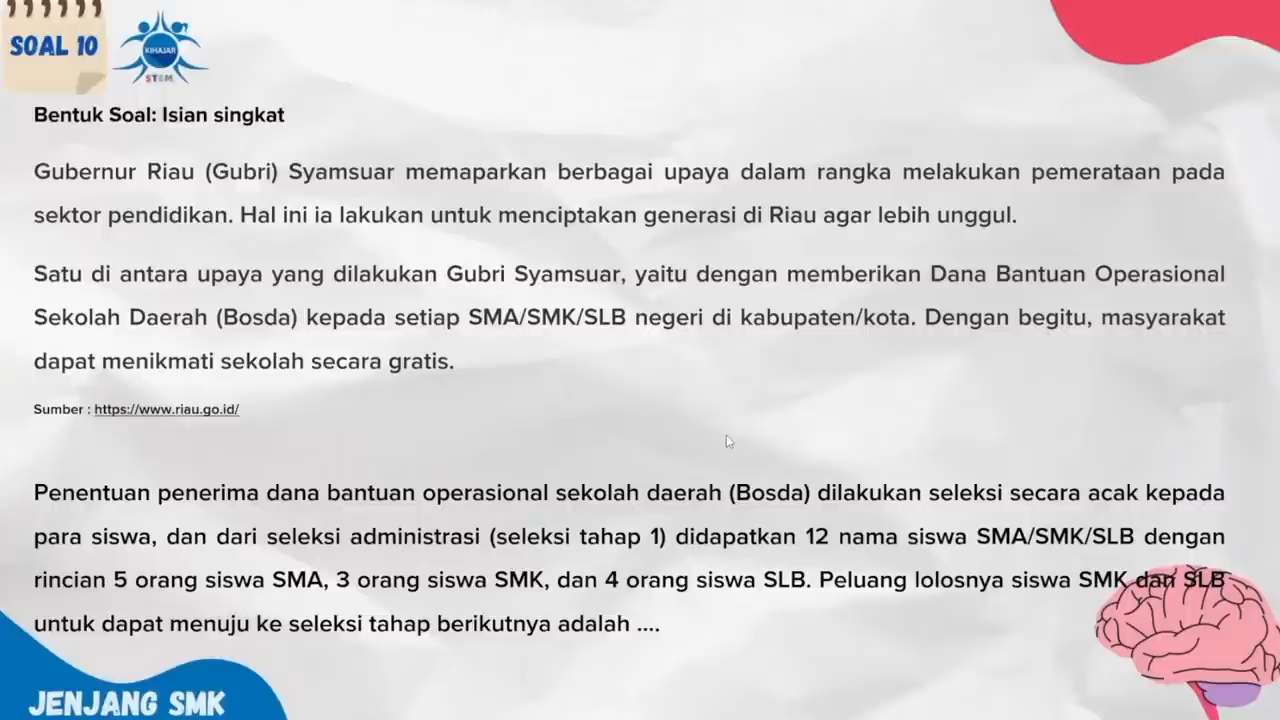 SOAL 10
KIHAJAR
STEM
Bentuk Soal: Isian singkat
Gubernur Riau (Gubri) Syamsuar memaparkan berbagai upaya dalam rangka melakukan pemerataan pada
sektor pendidikan. Hal ini ia lakukan untuk menciptakan generasi di Riau agar lebih unggul.
Satu di antara upaya yang dilakukan Gubri Syamsuar, yaitu dengan memberikan Dana Bantuan Operasional
Sekolah Daerah (Bosda) kepada setiap SMA/SMK/SLB negeri di kabupaten/kota. Dengan begitu, masyarakat
dapat menikmati sekolah secara gratis.
Sumber : https://www.riau.go.id/
Penentuan penerima dana bantuan operasional sekolah daerah (Bosda) dilakukan seleksi secara acak kepada
para siswa, dan dari seleksi administrasi (seleksi tahap 1) didapatkan 12 nama siswa SMA/SMK/SLB dengan
rincian 5 orang siswa SMA, 3 orang siswa SMK, dan 4 orang siswa SLB. Peluang lolosnya siswa SMK dan SLB
untuk dapat menuju ke seleksi tahap berikutnya adalah ....
JENJANG SMK